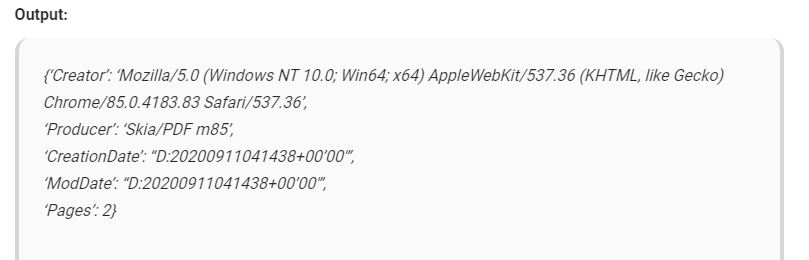 Output:
{‘Creator’: ‘Mozilla/5.0 (Windows NT 10.0; Win64; x64) AppleWebKit/537.36 (KHTML, like Gecko)
Chrome/85.0.4183.83 Safari/537.36’,
‘Producer’: ‘Skia/PDF m85’,
‘CreationDate’: “D:20200911041438+00’00'”,
‘ModDate’: “D:20200911041438+00’00'”,
‘Pages’: 2}